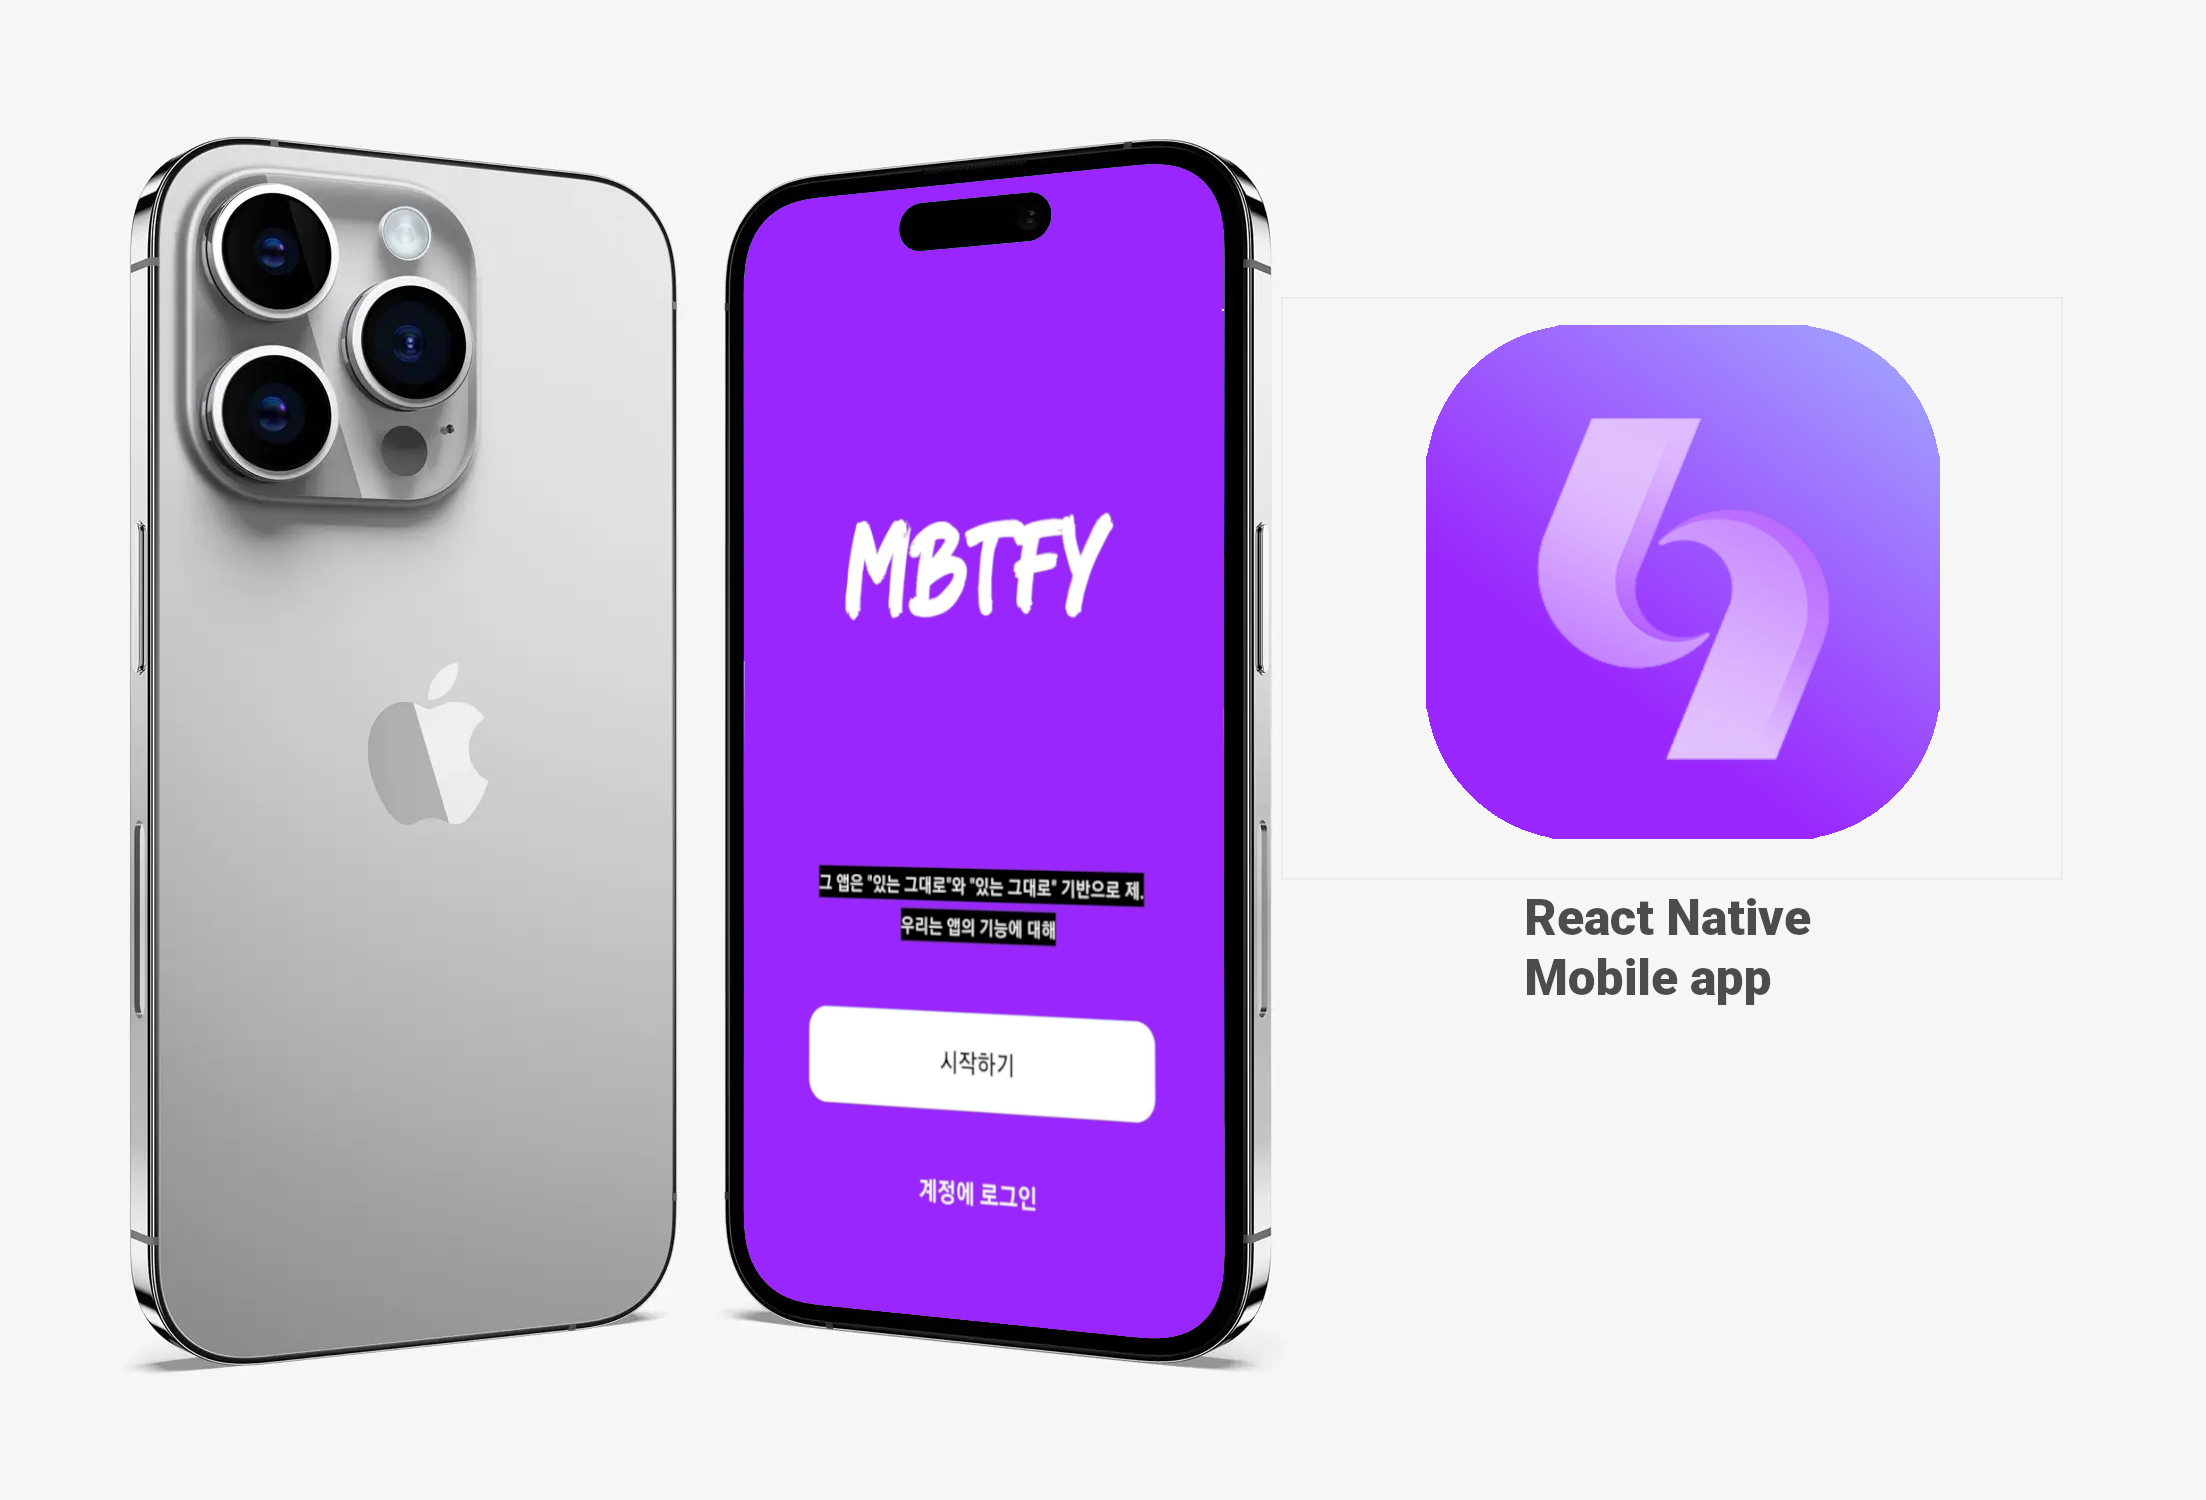 MBTFY
그 앱은 "있는 그대로"와 "있는 그대로" 기반으로 제.
우리는 앱의 기능에 대해
시작하기
계정에 로그인
React Native
Mobile app